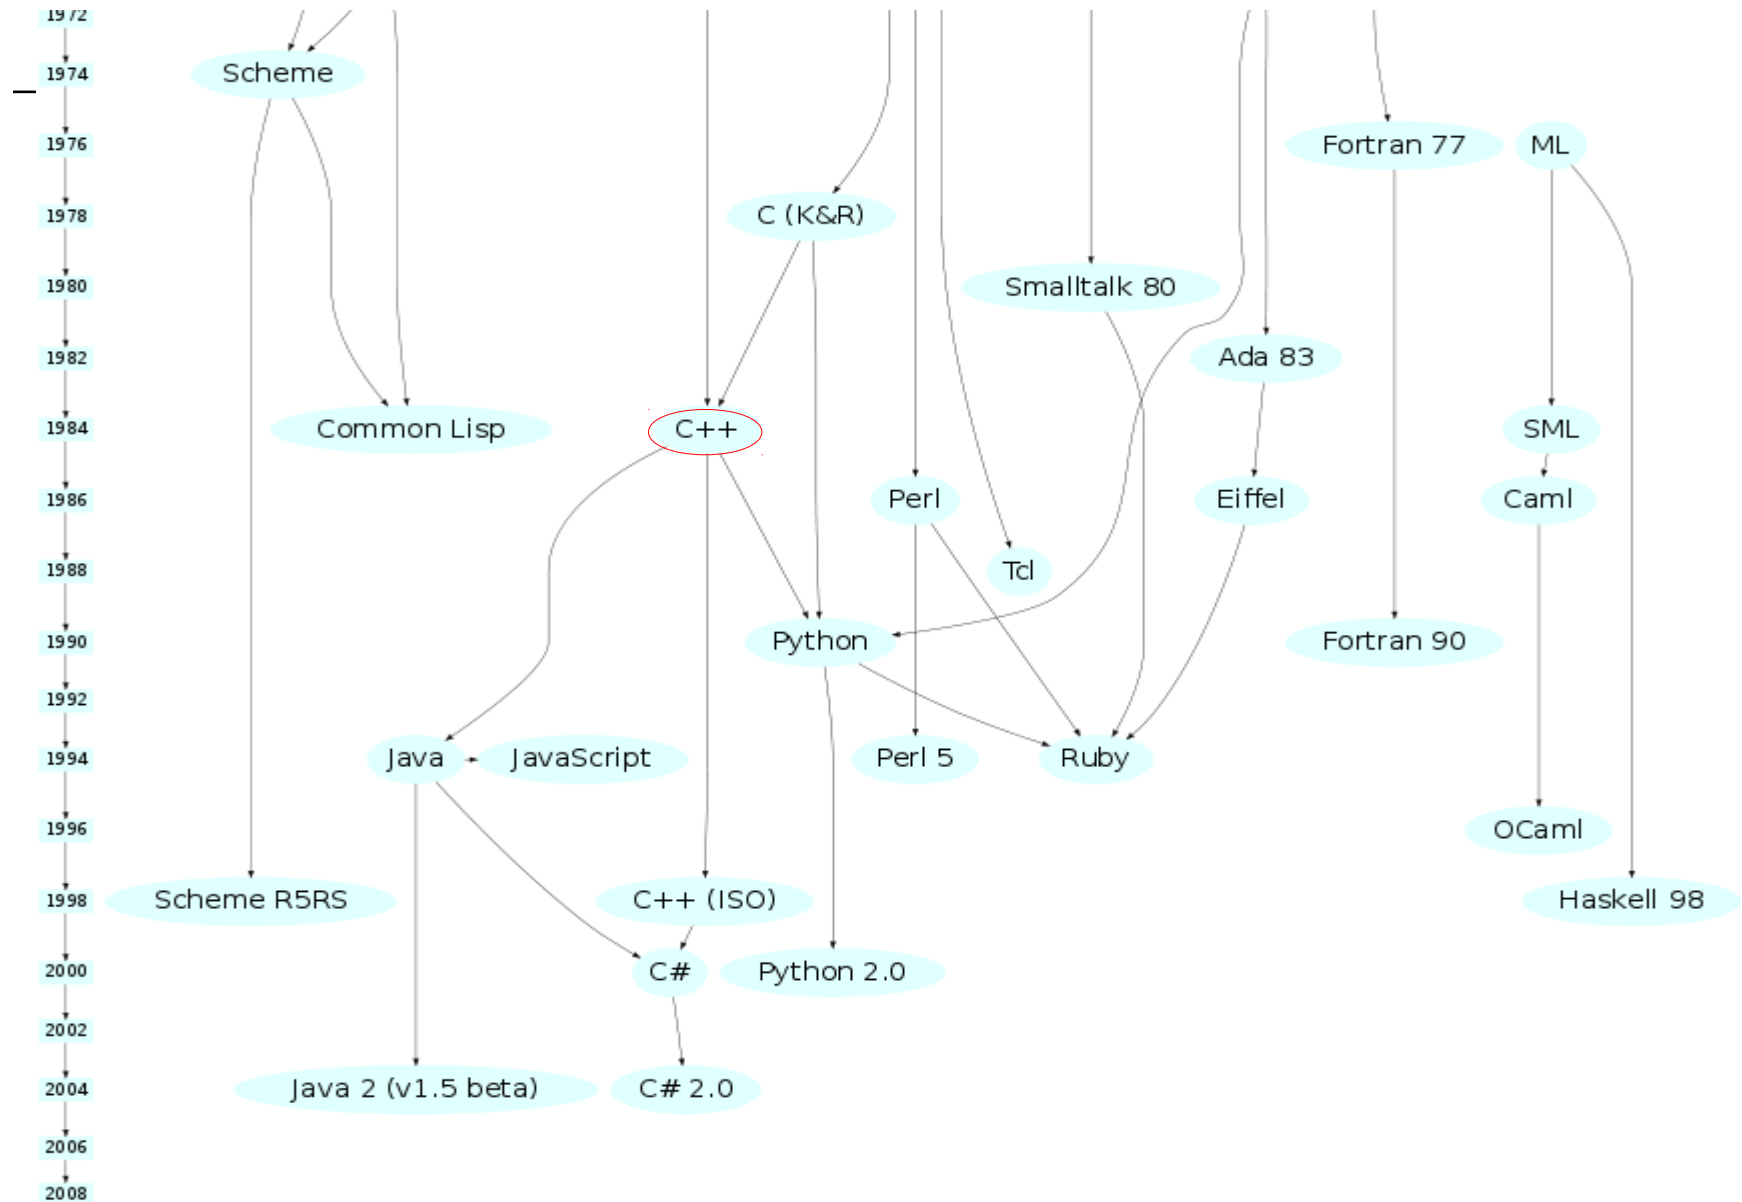 1972
1974
Scheme
1976
Fortran 77
ML
1978
C (K&R)
1980
Smalltalk 80
1982
Ada 83
1984
Common Lisp
C++
SML
1986
Perl
Eiffel
Caml
1988
Tcl
1990
Python
Fortran 90
1992
1994
Java
JavaScript
Perl 5
Ruby
1996
OCaml
1998
Scheme R5RS
C++ (ISO)
Haskell 98
2000
C#
Python 2.0
2002
2004
Java 2 (v1.5 beta)
C# 2.0
2006
2008